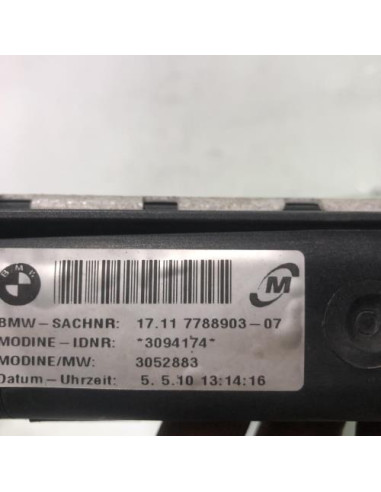 BMW
M
BMW-SACHNR: 17.11 7788903-07
MODINE-IDNR: *3094174*
MODINE/MW: 3052883
Datum-Uhrzeit: 5. 5.10 13:14:16